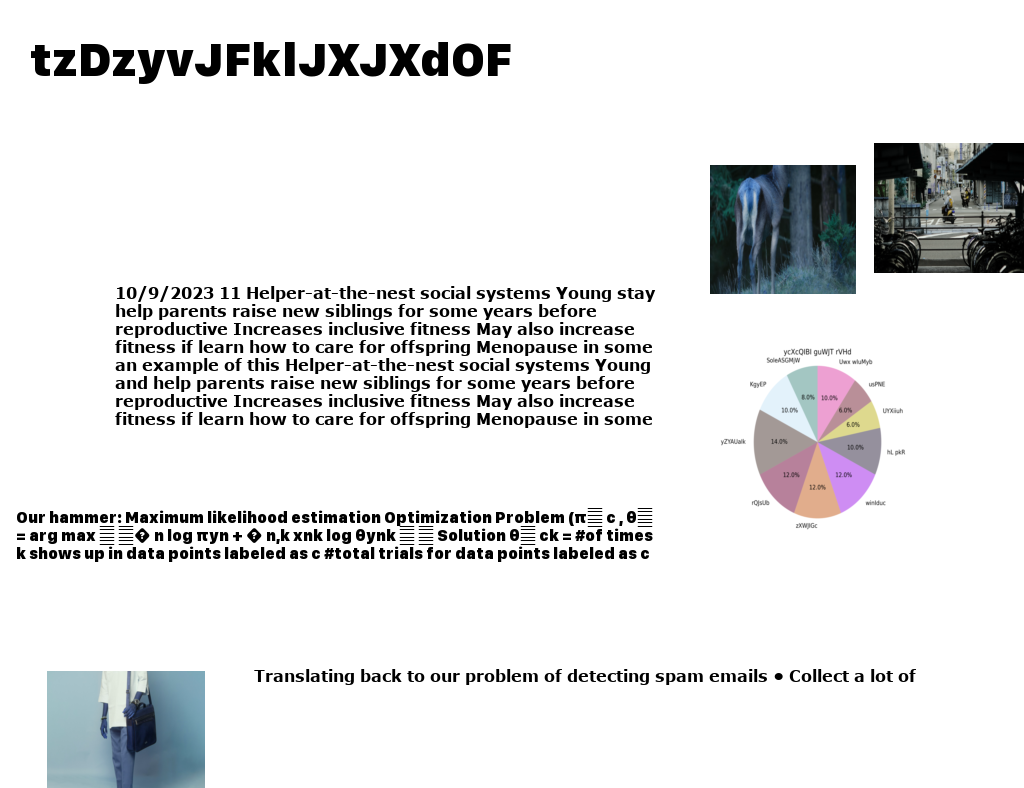 tzDzyvJFklJXJXdOF
10/9/2023 11 Helper-at-the-nest social systems Young stay
help parents raise new siblings for some years before
reproductive Increases inclusive fitness May also increase
fitness if learn how to care for offspring Menopause in some
an example of this Helper-at-the-nest social systems Young
and help parents raise new siblings for some years before
reproductive Increases inclusive fitness May also increase
fitness if learn how to care for offspring Menopause in some
ycXcQIBl guWJT rVHd
SoleASGMjW
Uwx wluMyb
KgyEP
usPNE
8.0%
10.0%
10.0%
6.0%
UYXiiuh
6.0%
yZYAUalk
14.0%
10.0%
hL pkR
12.0%
12.0%
12.0%
rQJsUb
winIduc
zXWJlGc
Our hammer: Maximum likelihood estimation Optimization Problem (π c , θ
= arg max � n log πyn + � n,k xnk log θynk Solution θ ck = #of times
k shows up in data points labeled as c #total trials for data points labeled as c
Translating back to our problem of detecting spam emails • Collect a lot of